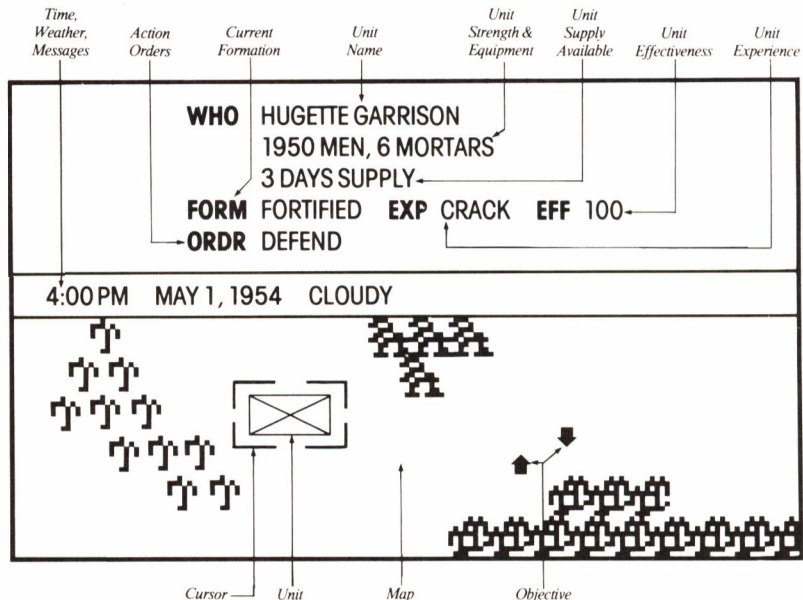 Time, Weather, Messages
Action Orders
Current Formation
Unit Name
Unit Strength & Equipment
Unit Supply Available
Unit Effectiveness
Unit Experience
WHO HUGETTE GARRISON
1950 MEN, 6 MORTARS
3 DAYS SUPPLY
FORM FORTIFIED EXP CRACK EFF 100
ORDR DEFEND
4:00 PM MAY 1, 1954 CLOUDY
Cursor Unit Map Objective